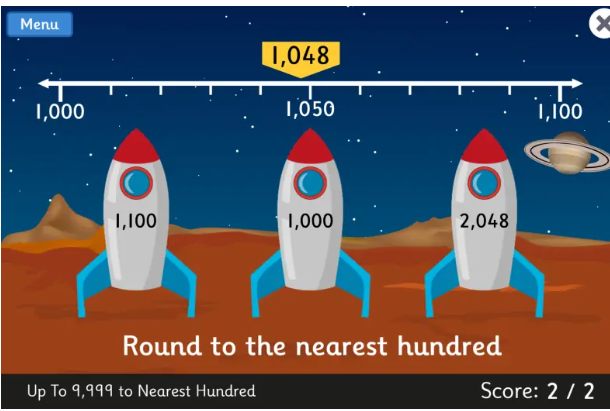 Menu
1,048
1,000 1,050 1,100
1,100 1,000 2,048
Round to the nearest hundred
Up To 9,999 to Nearest Hundred Score: 2 / 2